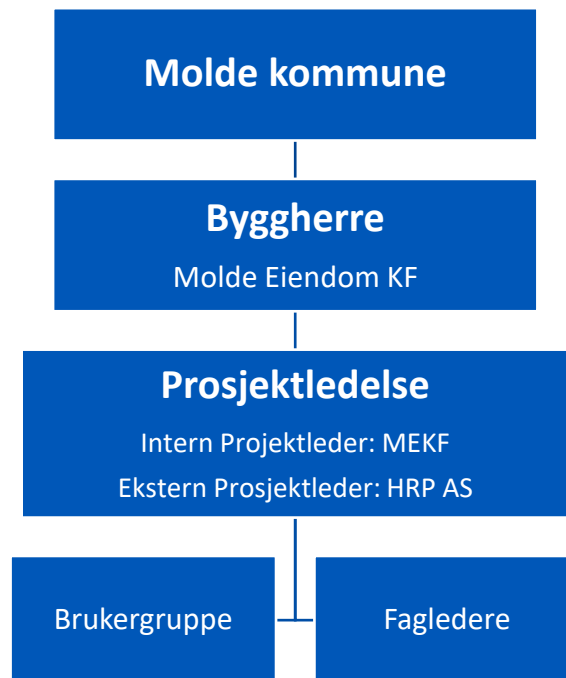 Molde kommune
Byggherre
Molde Eiendom KF
Prosjektledelse
Intern Projektleder: MEKF
Ekstern Prosjektleder: HRP AS
Brukergruppe
Fagledere